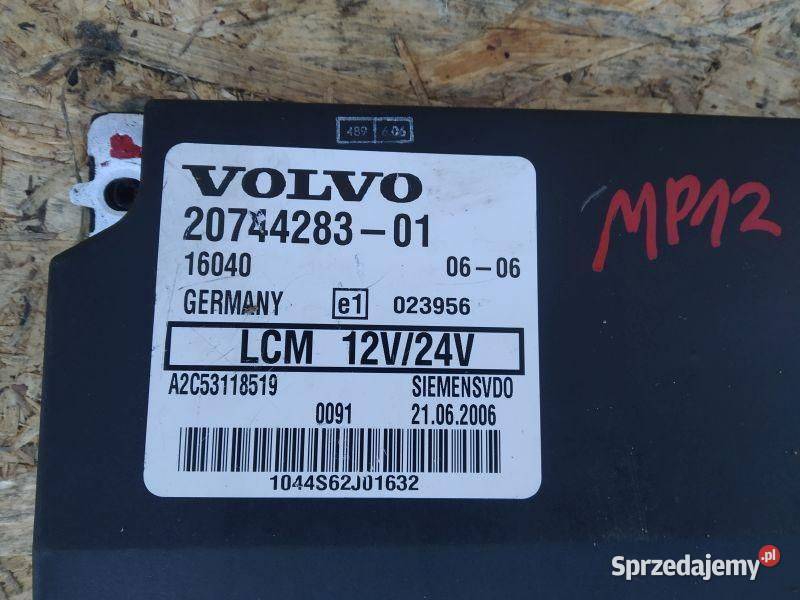 489 6.06
VOLVO
20744283-01
16040 06-06
GERMANY e1 023956
LCM 12V/24V
A2C53118519 SIEMENSVDO
0091 21.06.2006
1044S62J01632
MP12
Sprzedajemy.pl